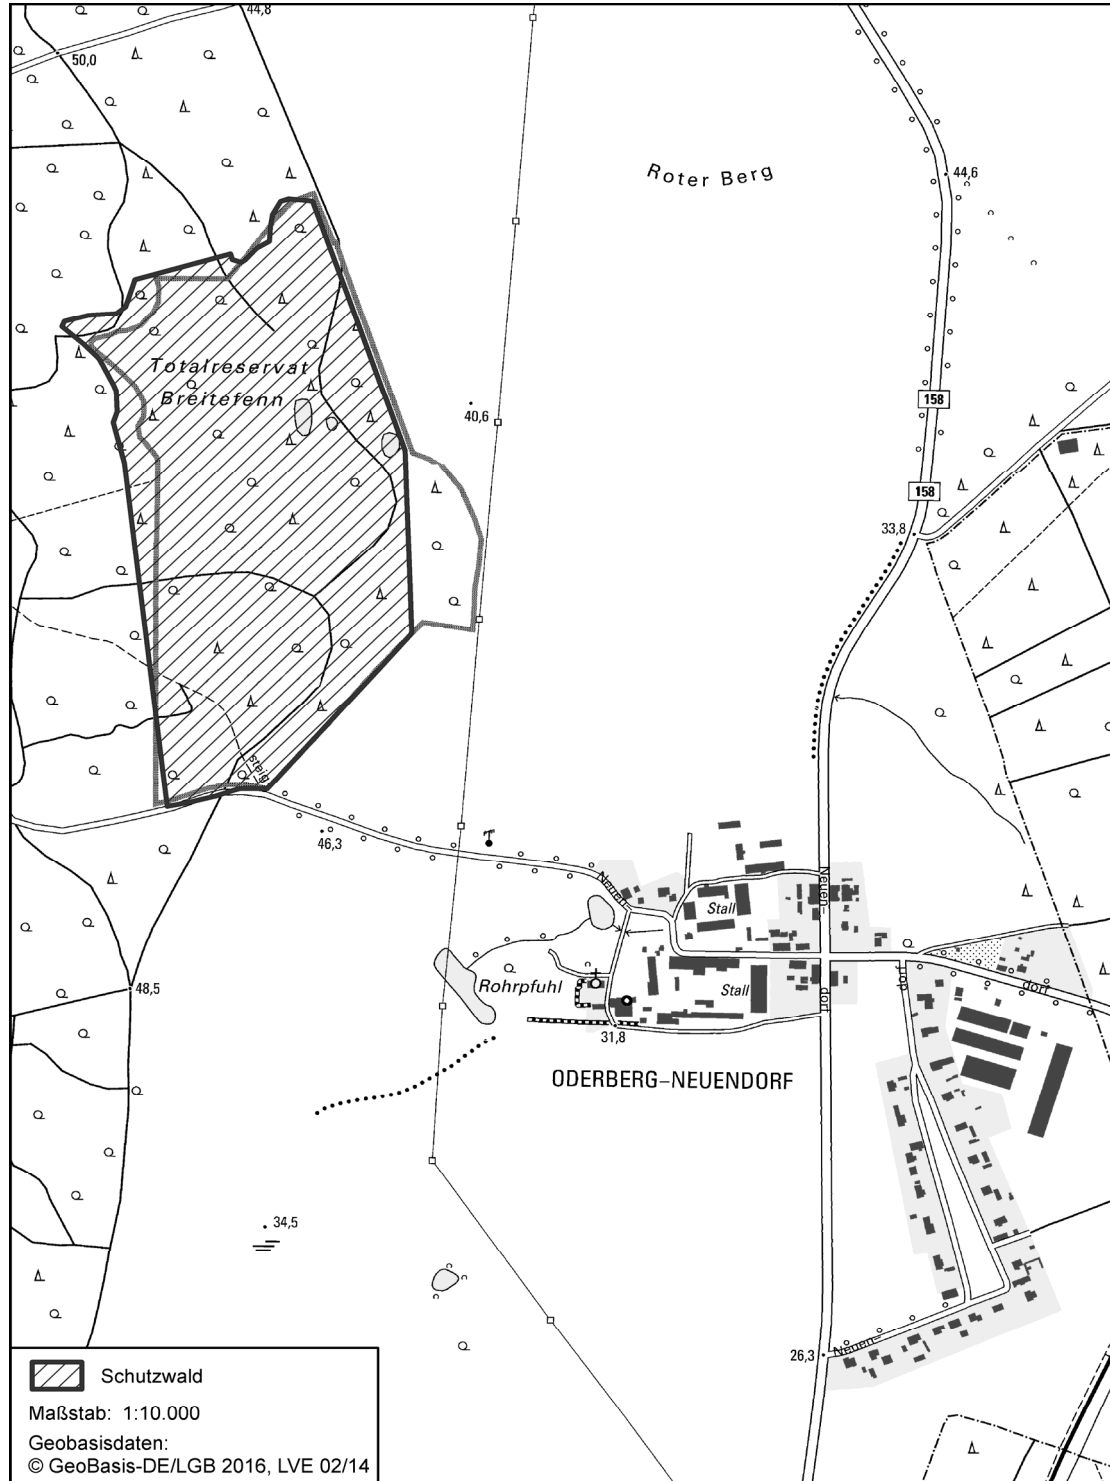 44,8
50,0
Roter Berg
44,6
Totalreservat
Breitefenn
40,6
158
158
33,8
steig
46,3
Neuen-
Stall
Neuen-
dorf
dorf
dorf
48,5
Rohrpfuhl
Stall
31,8
ODERBERG–NEUENDORF
34,5
26,3
Neuen-
Schutzwald
Maßstab: 1:10.000
Geobasisdaten:
© GeoBasis-DE/LGB 2016, LVE 02/14